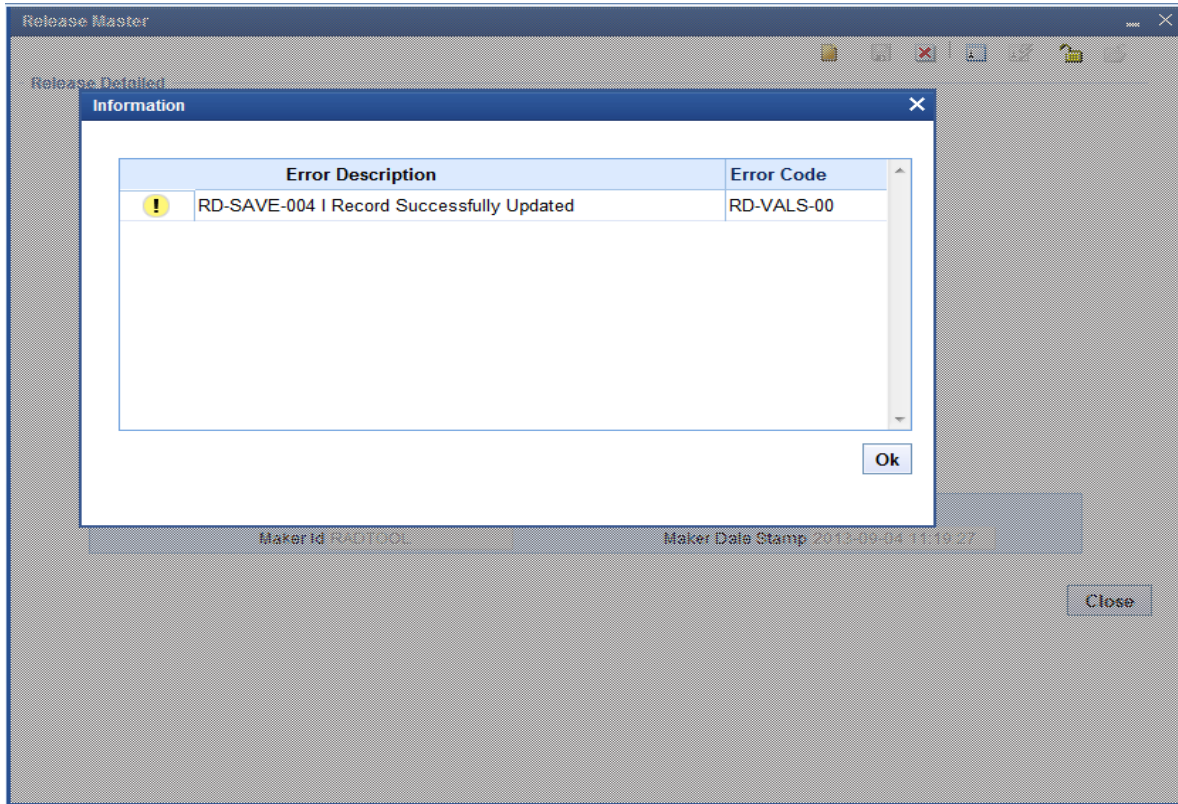 Release Master
Release Detailed
Information
Error Description Error Code
! RD-SAVE-004 I Record Successfully Updated RD-VALS-00
Ok
Maker Id RADTOOL Maker Date Stamp 2013-09-04 11:19:27
Close